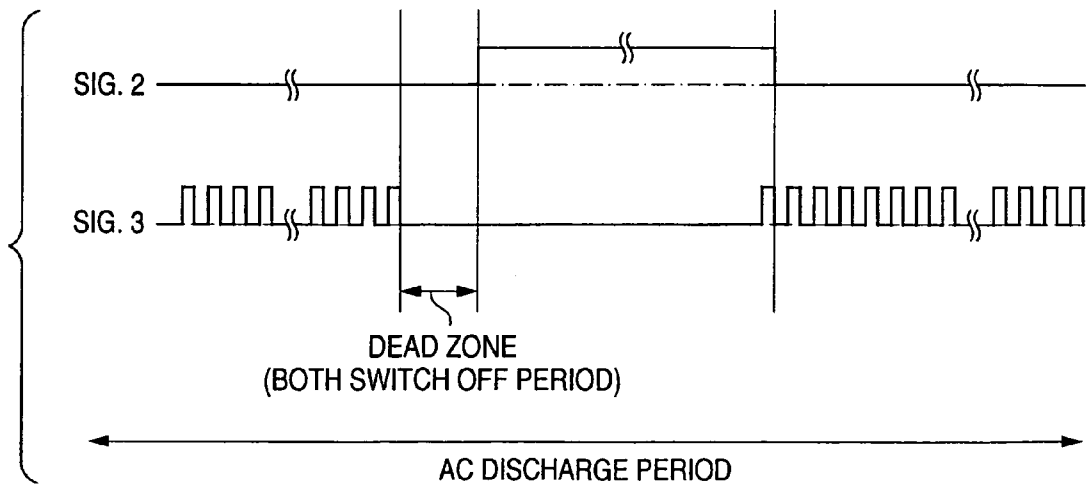 SIG. 2
SIG. 3
DEAD ZONE
(BOTH SWITCH OFF PERIOD)
AC DISCHARGE PERIOD